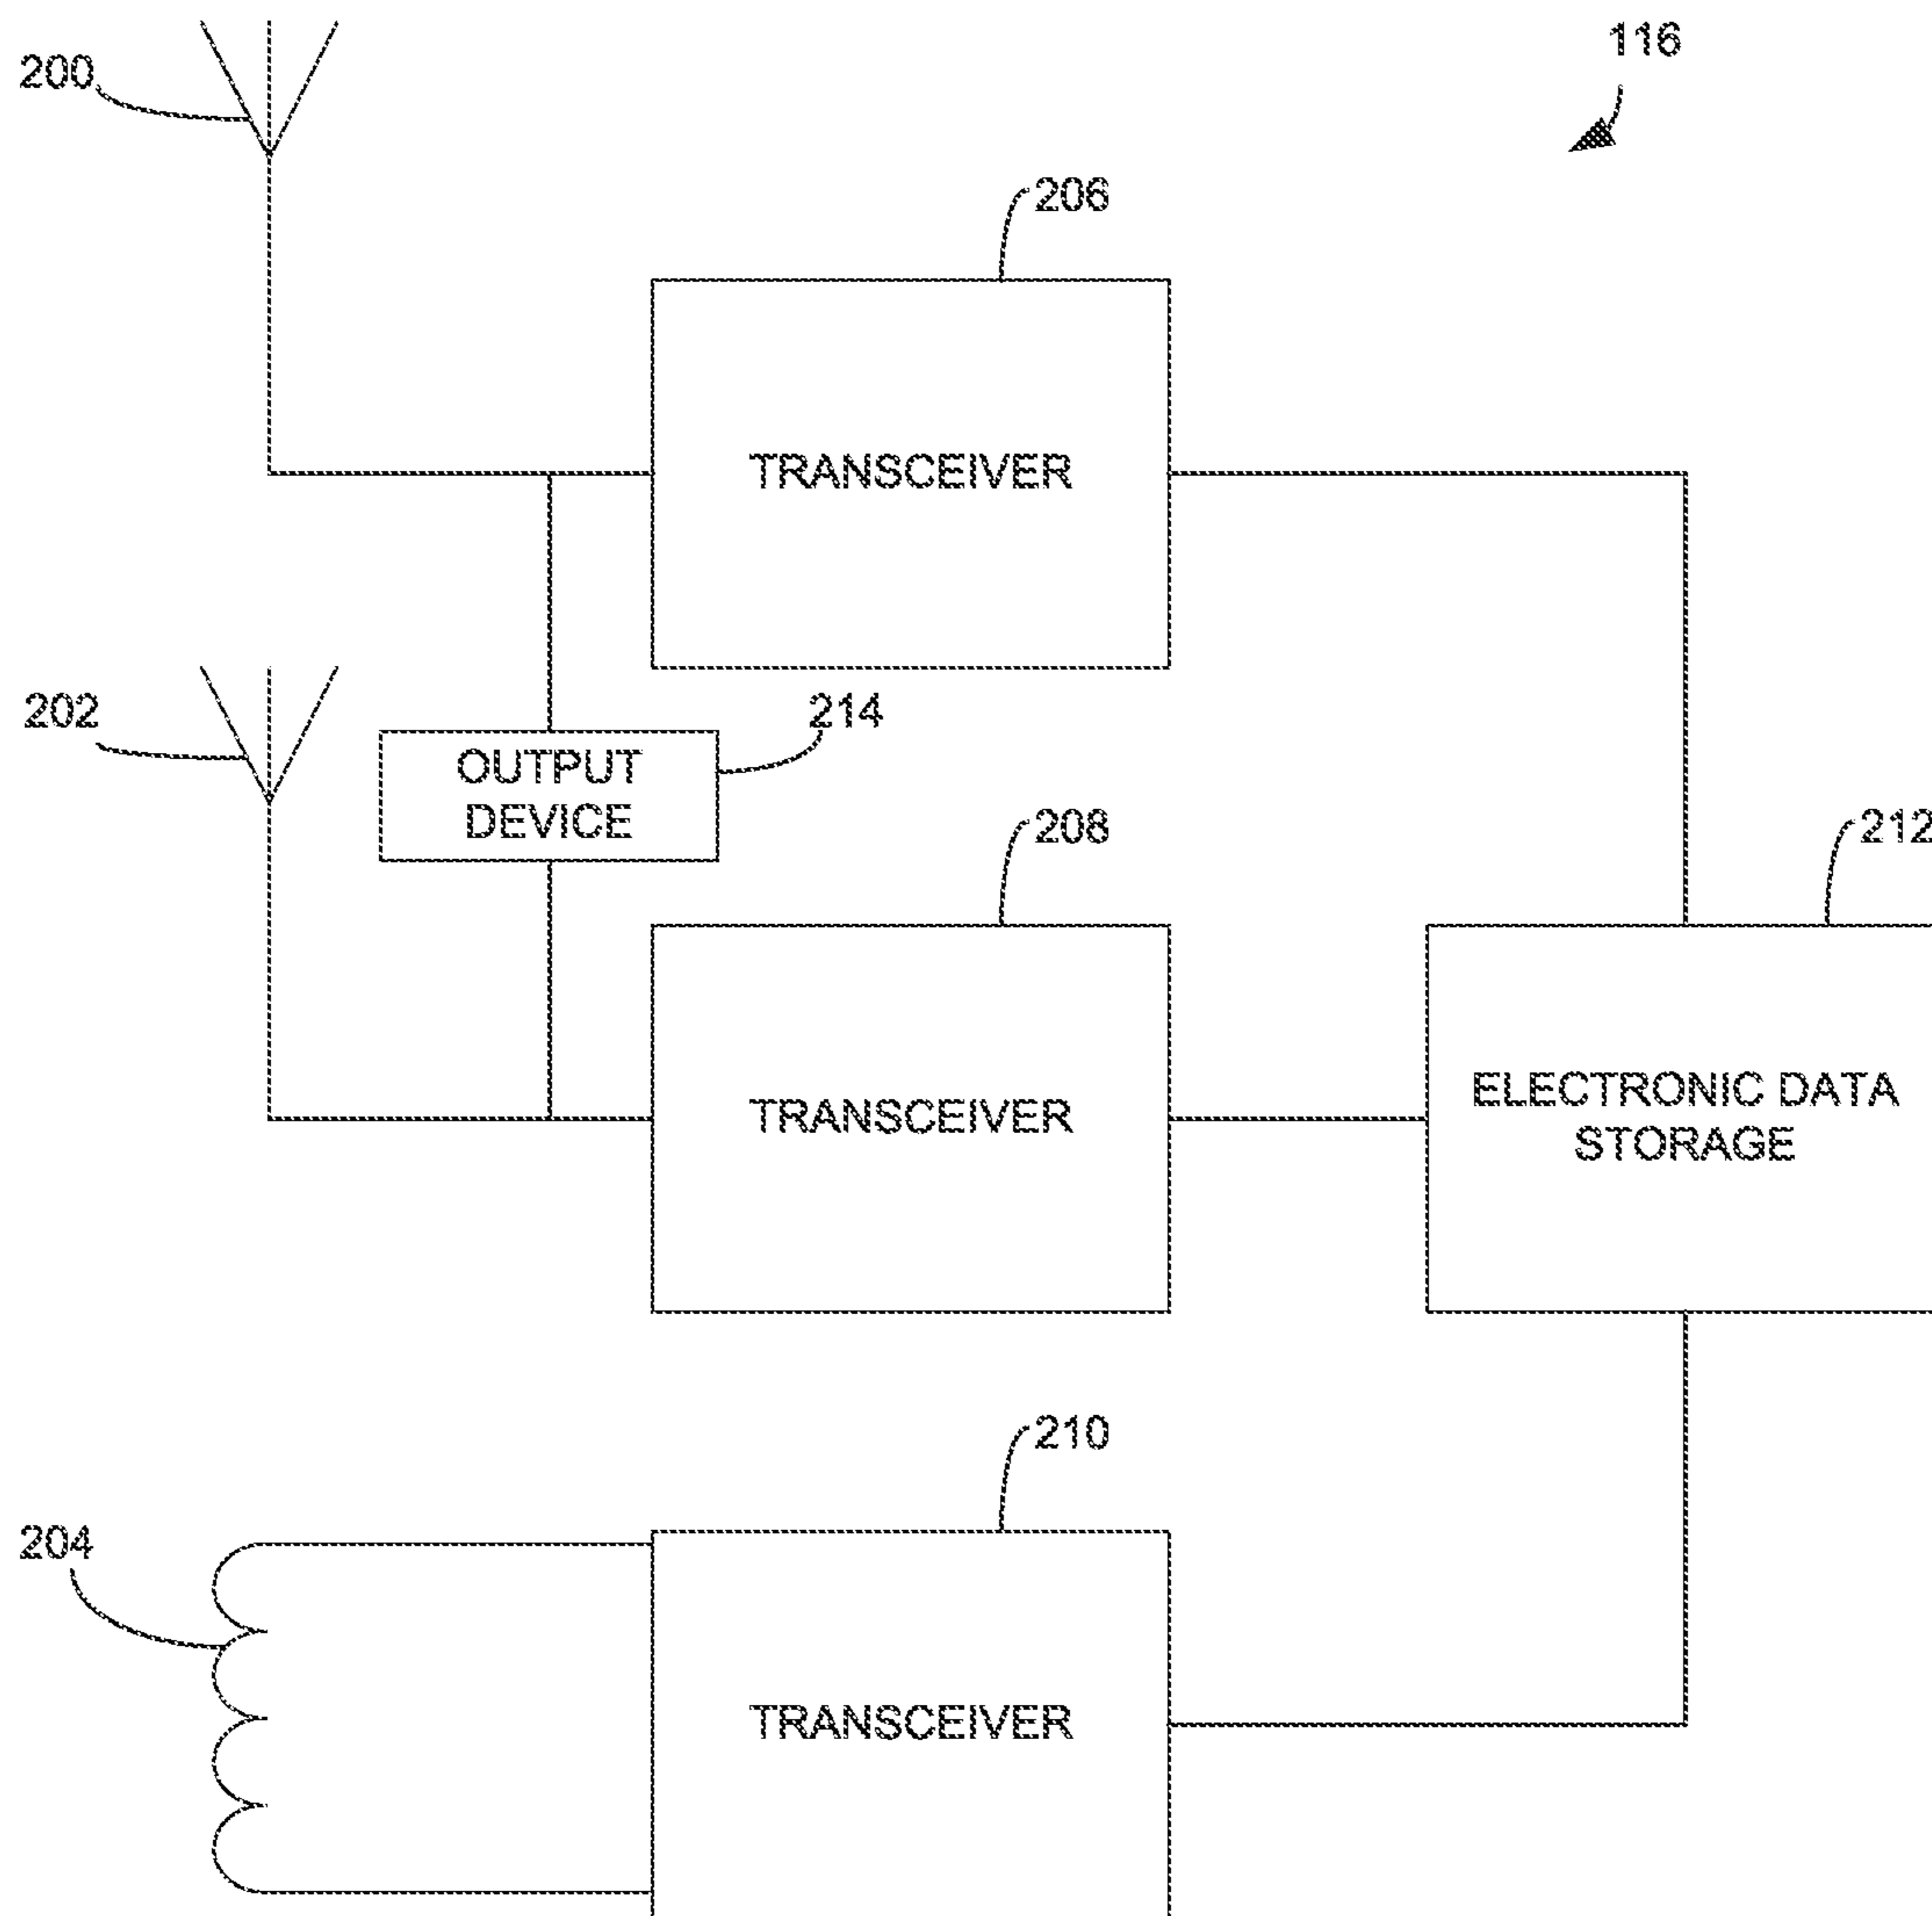 116
200
206
TRANSCEIVER
202
214
OUTPUT
DEVICE
208
212
TRANSCEIVER
ELECTRONIC DATA
STORAGE
210
204
TRANSCEIVER